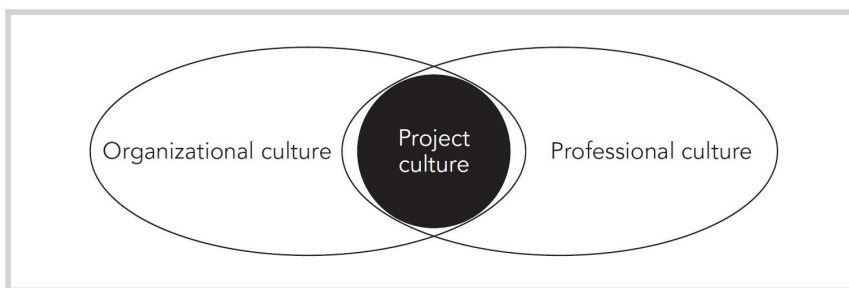 Organizational culture
Project
culture
Professional culture